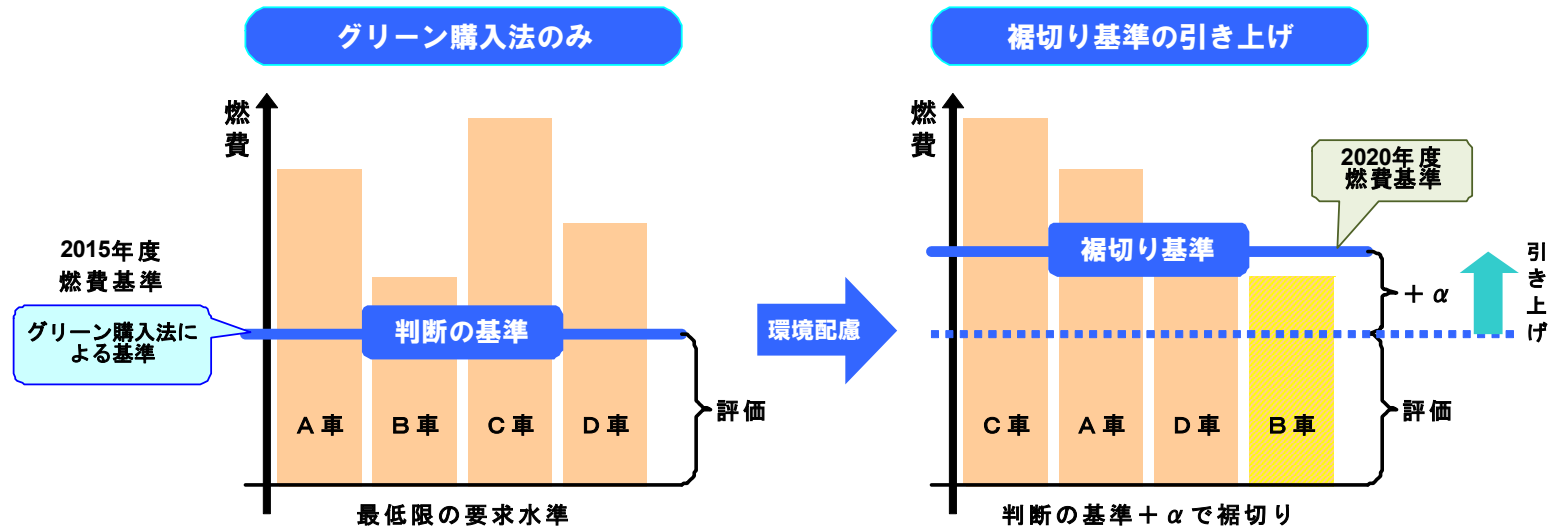 グリーン購入法のみ
燃費
2015年度
燃費基準
グリーン購入法に
よる基準
判断の基準
A車
B車
C車
D車
評価
最低限の要求水準
環境配慮
裾切り基準の引き上げ
燃費
2020年度
燃費基準
裾切り基準
+α
引き上げ
C車
A車
D車
B車
評価
判断の基準+αで裾切り